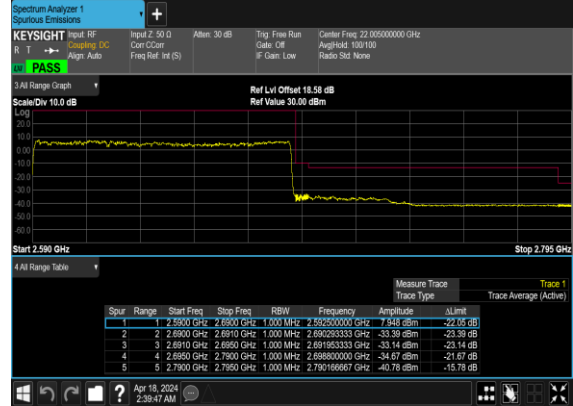 Spectrum Analyzer 1
Spurious Emissions
+
KEYSIGHT Input: RF Input Z: 50 Ω Atten: 30 dB Trig: Free Run Center Freq: 22.005000000 GHz
R T Coupling: DC Corr CCorr Gate: Off Avg|Hold: 100/100
Align: Auto Freq Ref: Int (S) IF Gain: Low Radio Std: None
PASS
3 All Range Graph
Ref Lvl Offset 18.58 dB
Scale/Div 10.0 dB Ref Value 30.00 dBm
Log
20.0
10.0
0.00
-10.0
-20.0
-30.0
-40.0
-50.0
-60.0
Start 2.590 GHz Stop 2.795 GHz
4 All Range Table
Measure Trace Trace 1
Trace Type Trace Average (Active)
Spur Range Start Freq Stop Freq RBW Frequency Amplitude ΔLimit
1 1 2.5900 GHz 2.6900 GHz 1.000 MHz 2.592500000 GHz 7.948 dBm -22.05 dB
2 2 2.6900 GHz 2.6910 GHz 1.000 MHz 2.690293333 GHz -33.39 dBm -23.39 dB
3 3 2.6910 GHz 2.6950 GHz 1.000 MHz 2.691953333 GHz -33.14 dBm -23.14 dB
4 4 2.6950 GHz 2.7900 GHz 1.000 MHz 2.698800000 GHz -34.67 dBm -21.67 dB
5 5 2.7900 GHz 2.7950 GHz 1.000 MHz 2.790166667 GHz -40.78 dBm -15.78 dB
?
Apr 18, 2024
2:39:47 AM